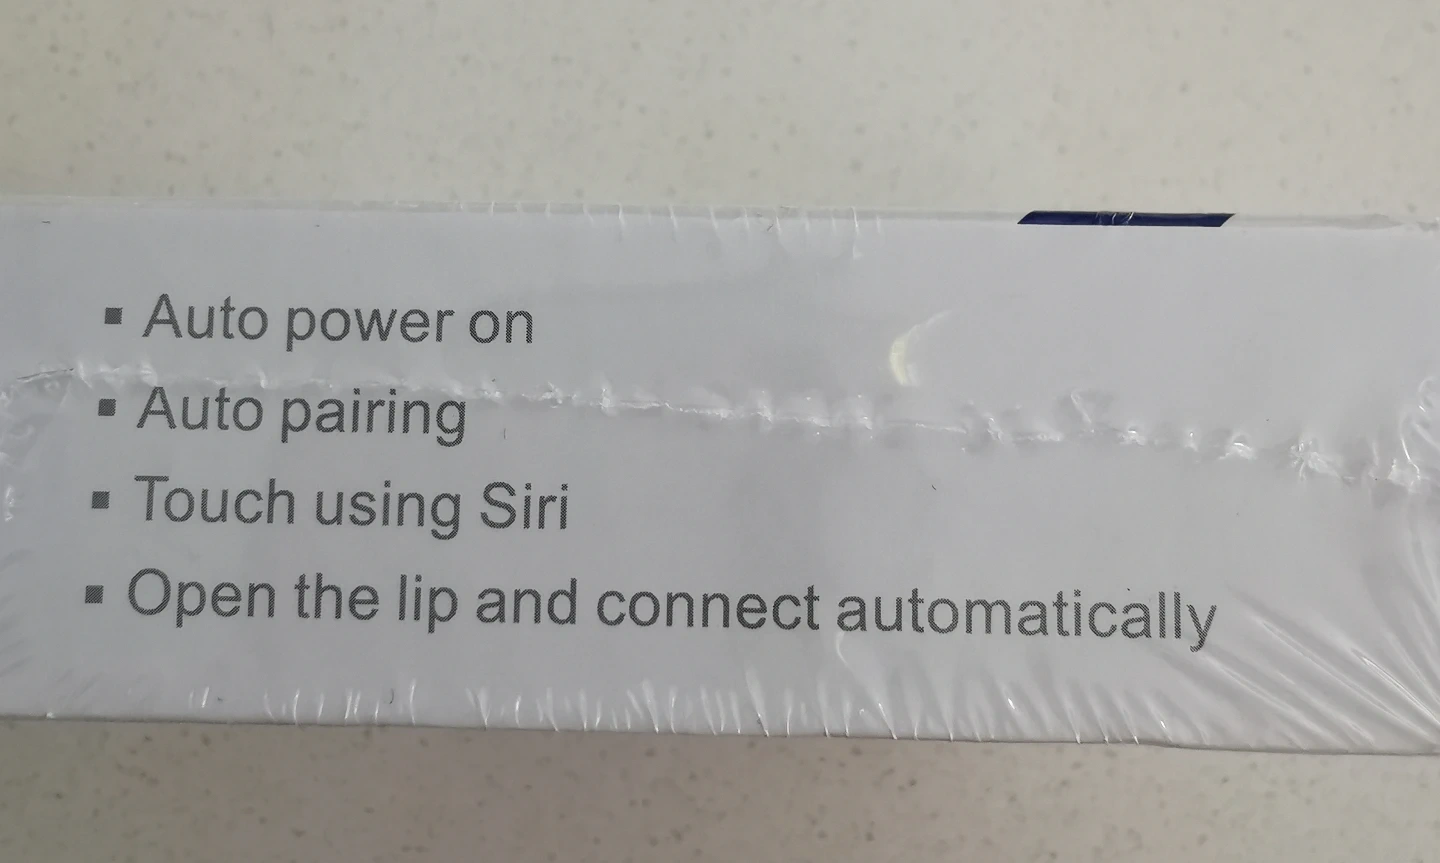 ▪ Auto power on
▪ Auto pairing
▪ Touch using Siri
▪ Open the lip and connect automatically